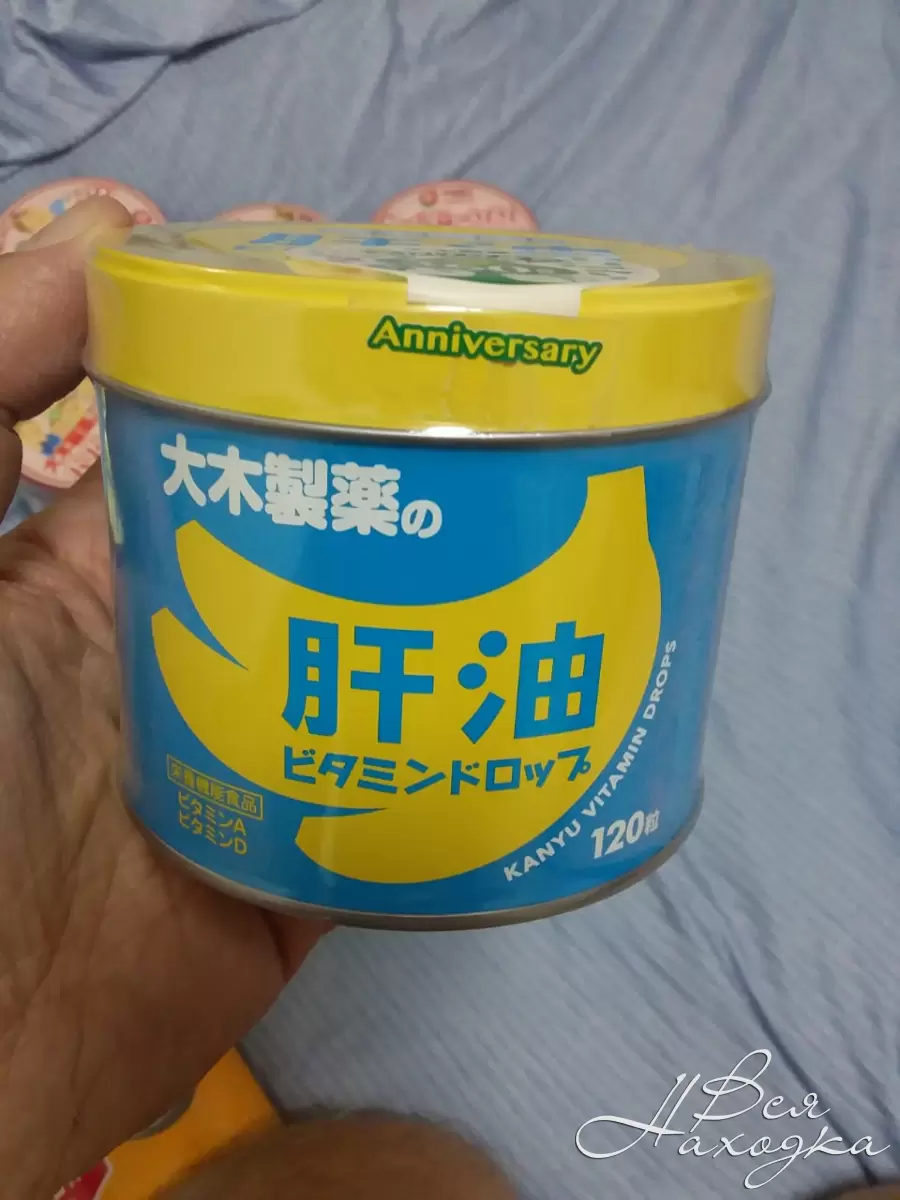 Anniversary
大木製薬の
肝油
ビタミンドロップ
栄養機能食品
ビタミンA
ビタミンD
KANYU VITAMIN DROPS
120粒
Вся
Находка